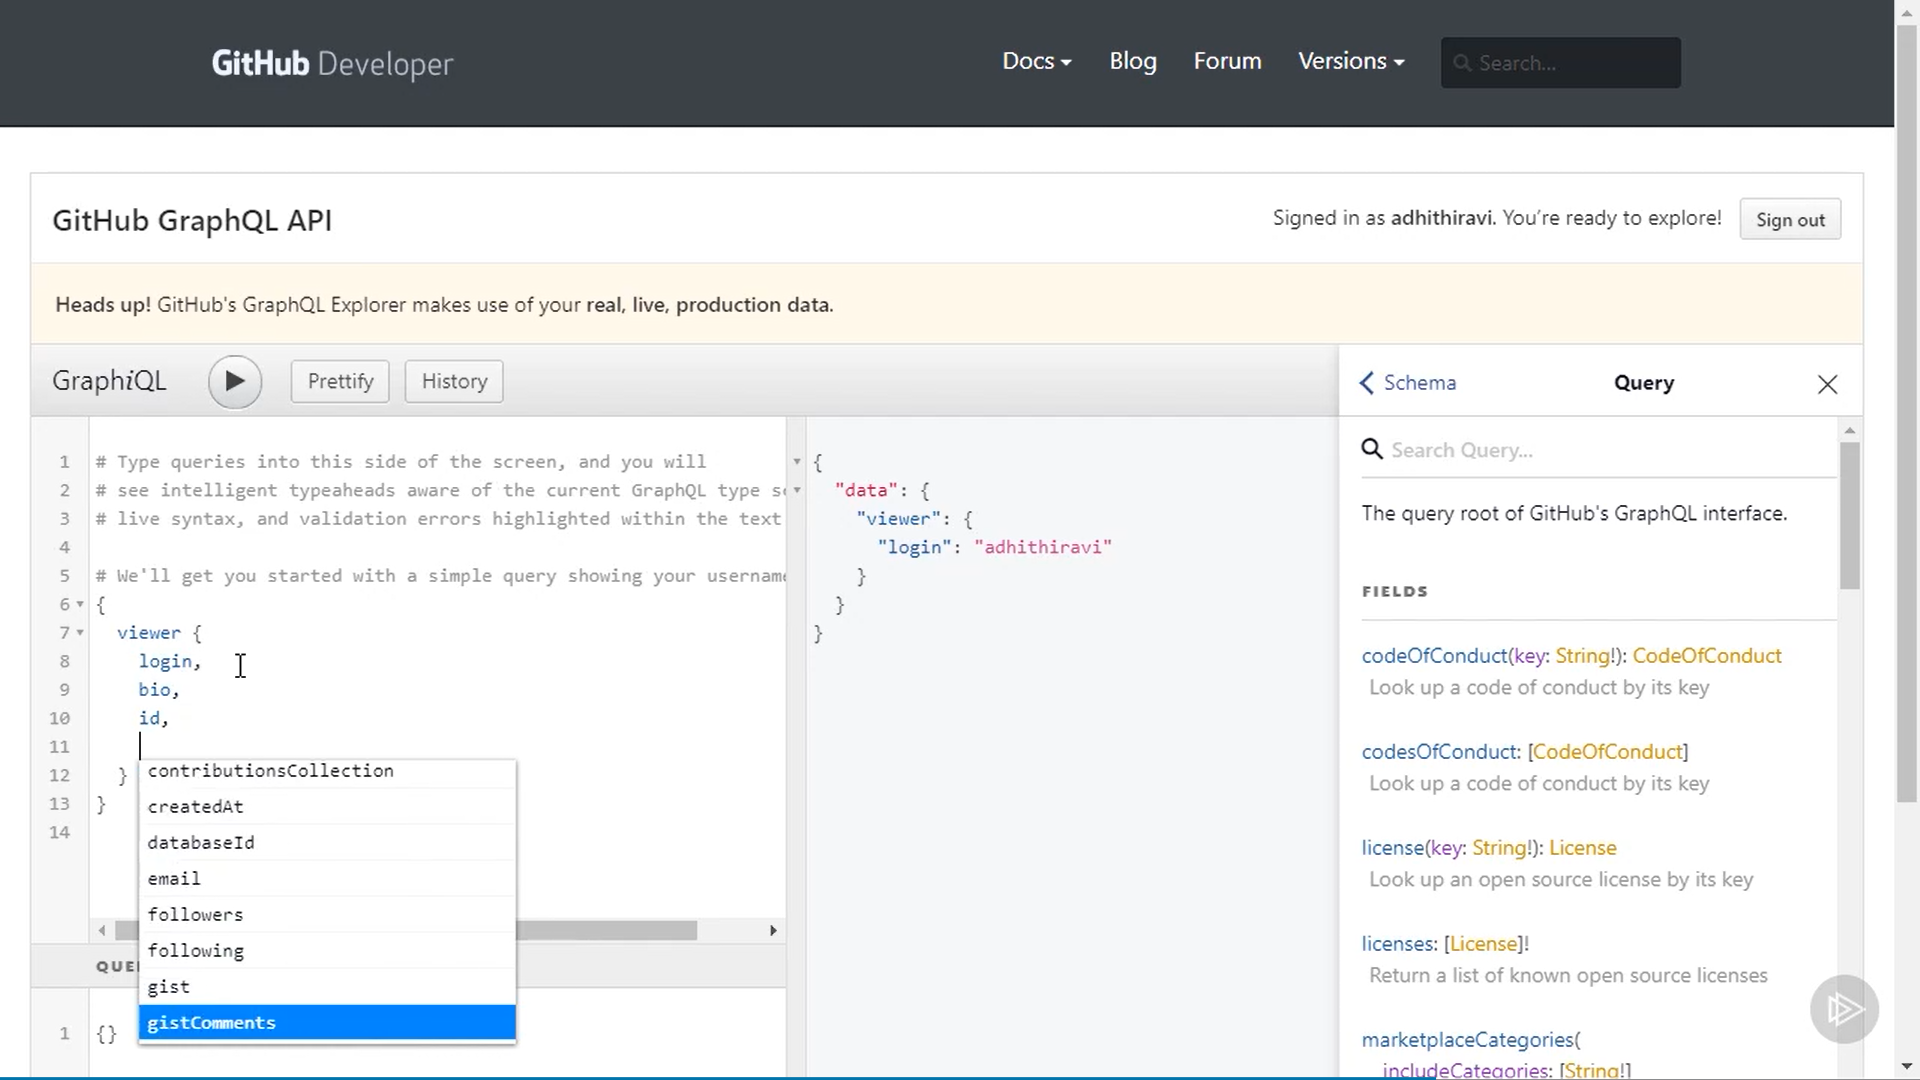 GitHub Developer
Docs
Blog
Forum
Versions
Search...
GitHub GraphQL API
Signed in as adhithiravi. You're ready to explore!
Sign out
Heads up! GitHub's GraphQL Explorer makes use of your real, live, production data.
GraphiQL
Prettify
History
Schema
Query
1 # Type queries into this side of the screen, and you will
2 # see intelligent typeaheads aware of the current GraphQL type
3 # live syntax, and validation errors highlighted within the text
4
5 # We'll get you started with a simple query showing your username
6 {
7 viewer {
8 login,
9 bio,
10 id,
11
12 }
13 }
14
contributionsCollection
createdAt
databaseId
email
followers
following
gist
gistComments
1 {}
{
"data": {
"viewer": {
"login": "adhithiravi"
}
}
}
Search Query...
The query root of GitHub's GraphQL interface.
FIELDS
codeOfConduct(key: String!): CodeOfConduct
Look up a code of conduct by its key
codesOfConduct: [CodeOfConduct]
Look up a code of conduct by its key
license(key: String!): License
Look up an open source license by its key
licenses: [License]!
Return a list of known open source licenses
marketplaceCategories(
includeCategories: [String!]